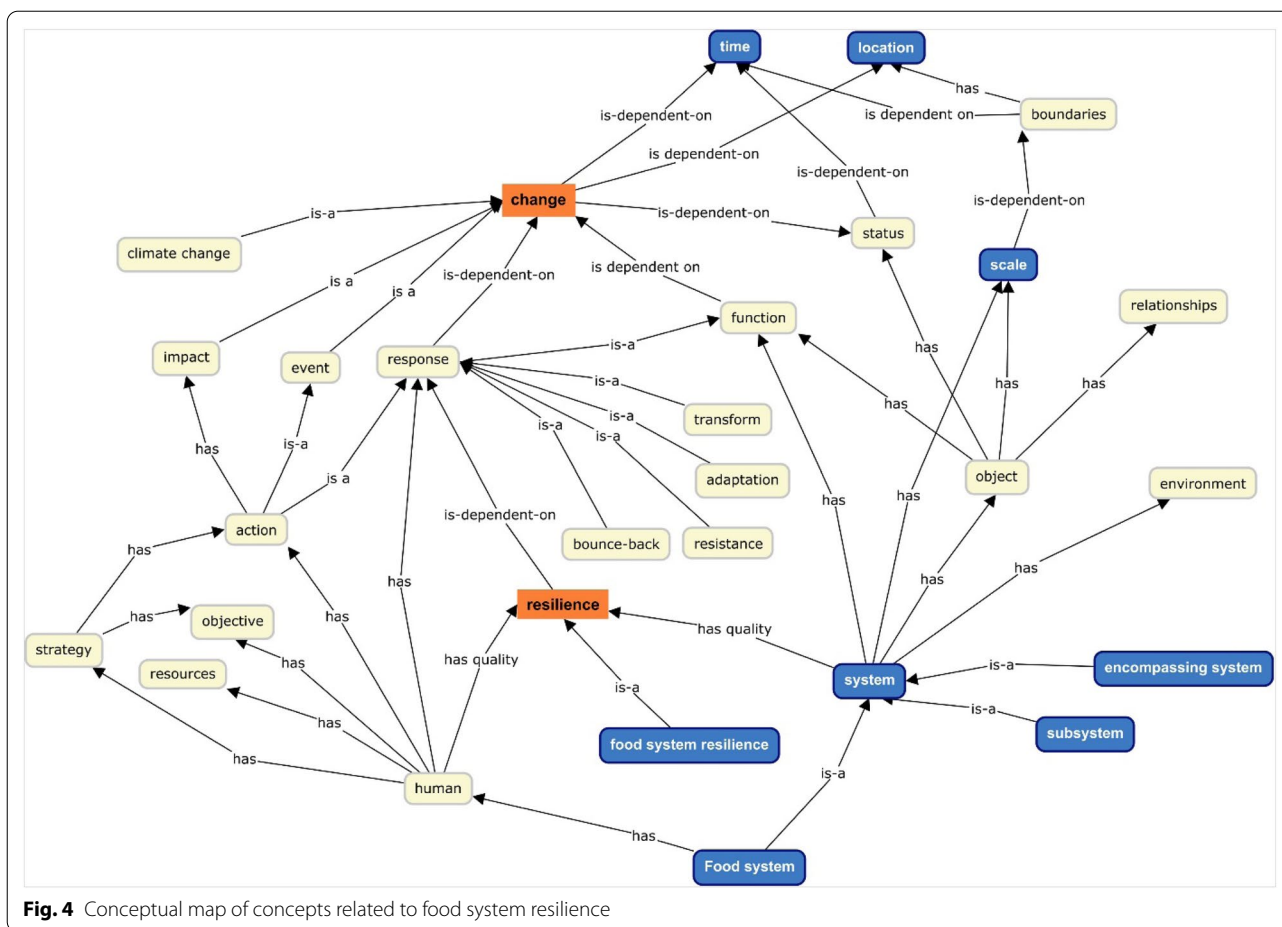 time
location
has
is-dependent-on
is dependent on
boundaries
is dependent-on
is-dependent-on
change
is-a
is-dependent-on
is-dependent-on
climate change
status
is-dependent-on
is dependent on
scale
is a
is a
relationships
function
impact
event
response
is-a
has
has
has
is-a
has
transform
is-a
is-a
is-a
has
is-a
is a
adaptation
object
environment
has
has
is-dependent-on
action
bounce-back
resistance
has
has
has
has
resilience
has
objective
has
has quality
strategy
has quality
has
is-a
encompassing system
resources
system
is-a
is-a
has
subsystem
food system resilience
has
human
is-a
has
Food system
Fig. 4 Conceptual map of concepts related to food system resilience